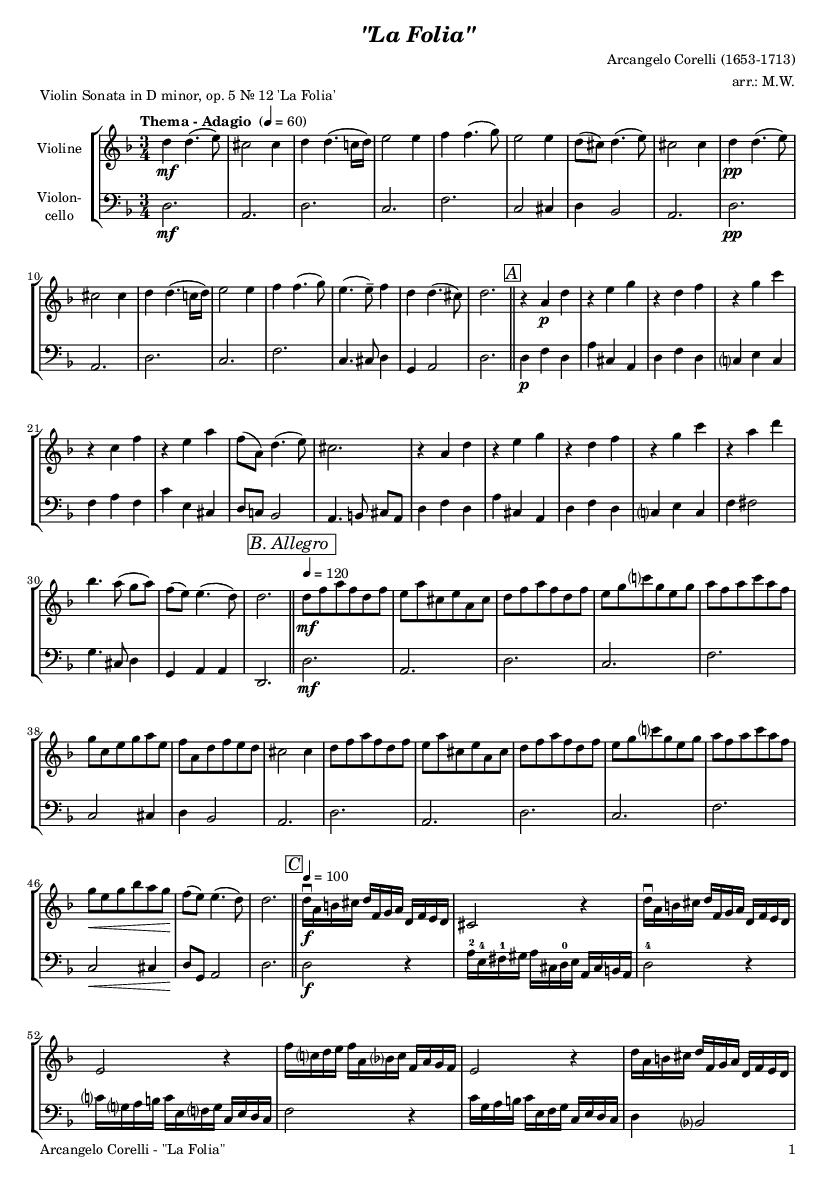 "La Folia"
Arcangelo Corelli (1653-1713)
arr.: M.W.
Violin Sonata in D minor, op. 5 № 12 'La Folia'
Thema - Adagio (♩ = 60)
Violine
mf
pp
Violon-
cello
mf
pp
10
A
p
p
21
30
B. Allegro
♩ = 120
mf
mf
38
46
C
♩ = 100
f
2 4 1 0 4
f
52
Arcangelo Corelli - "La Folia"
1